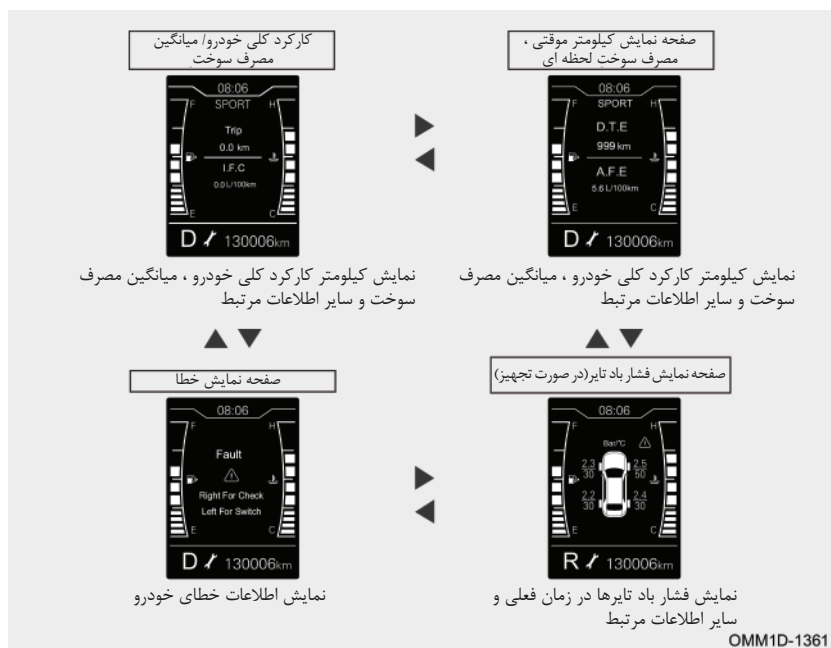 صفحه نمایش کیلومتر موقتی ،
مصرف سوخت لحظه ای
08:06
F SPORT H
D.T.E
999 km
A.F.E
5.6 L/100km
E C
D 130006km
نمایش کیلومتر کارکرد کلی خودرو ، میانگین مصرف
سوخت و سایر اطلاعات مرتبط
کارکرد کلی خودرو/ میانگین
مصرف سوخت
08:06
F SPORT H
Trip
0.0 km
I.F.C
0.0 L/100km
E C
D 130006km
نمایش کیلومتر کارکرد کلی خودرو ، میانگین مصرف
سوخت و سایر اطلاعات مرتبط
صفحه نمایش فشار باد تایر(در صورت تجهیز)
08:06
F H
Bar/°C
2.3 2.5
30 50
2.2 2.4
30 30
E C
R 130006km
نمایش فشار باد تایرها در زمان فعلی و
سایر اطلاعات مرتبط
صفحه نمایش خطا
08:06
F H
Fault
Right For Check
Left For Switch
E C
D 130006km
نمایش اطلاعات خطای خودرو
OMM1D-1361